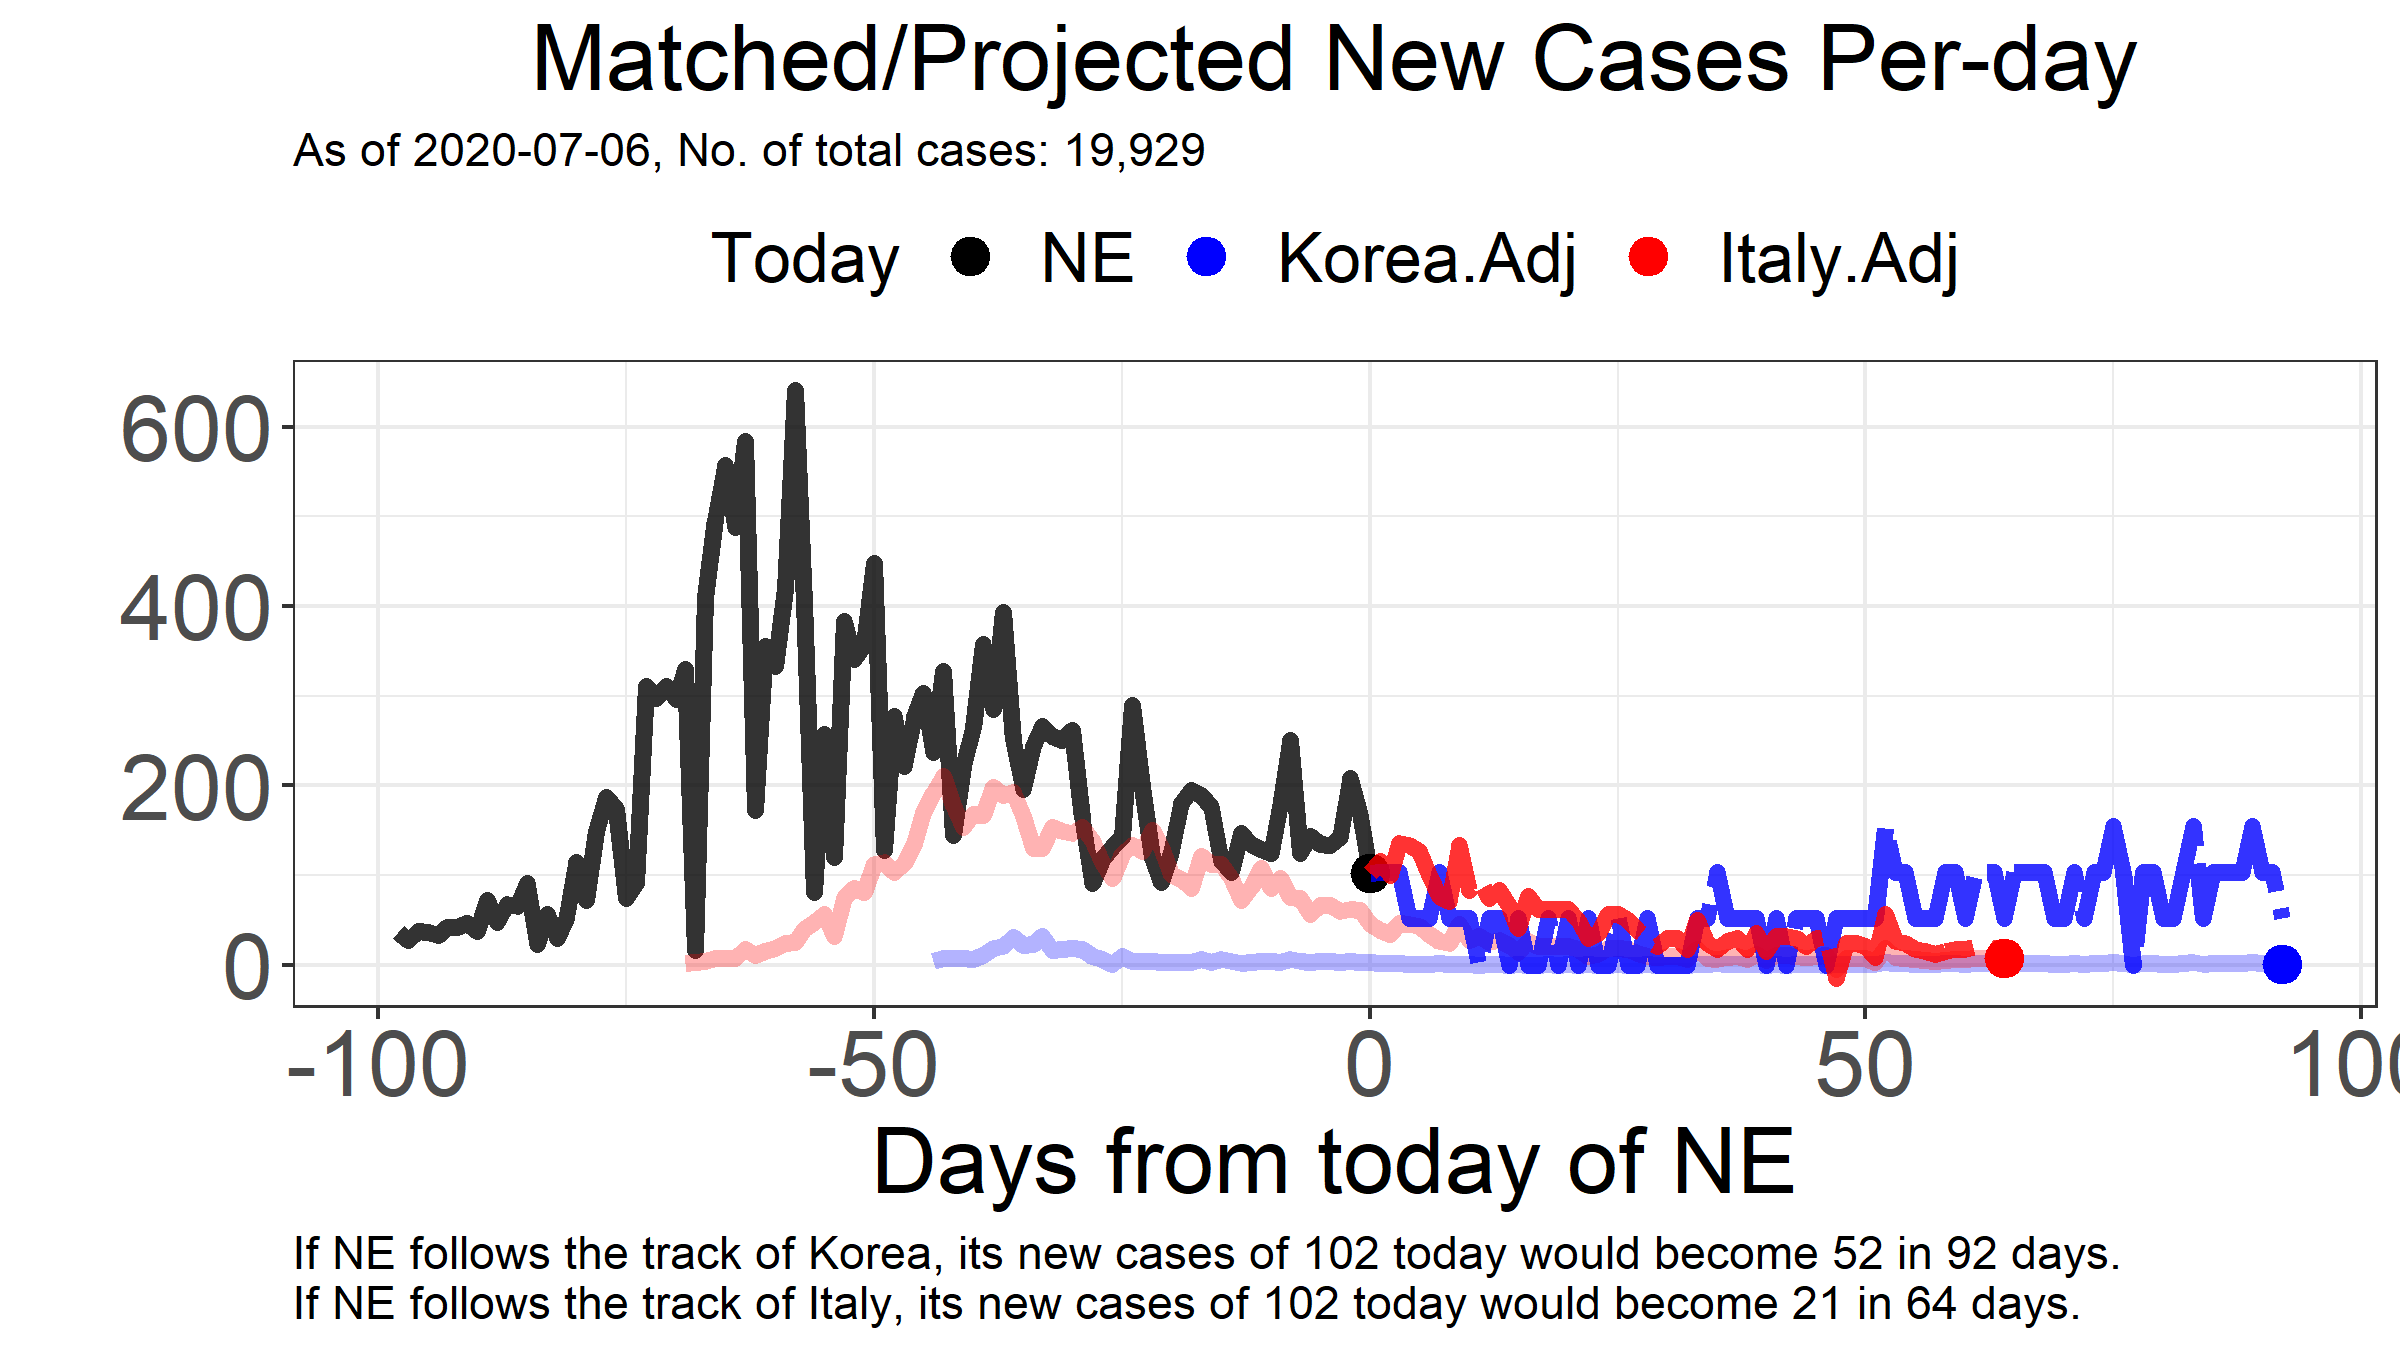 Matched/Projected New Cases Per-day
As of 2020-07-06, No. of total cases: 19,929
Today NE Korea.Adj Italy.Adj
600
400
200
0
-100 -50 0 50 100
Days from today of NE
If NE follows the track of Korea, its new cases of 102 today would become 52 in 92 days.
If NE follows the track of Italy, its new cases of 102 today would become 21 in 64 days.